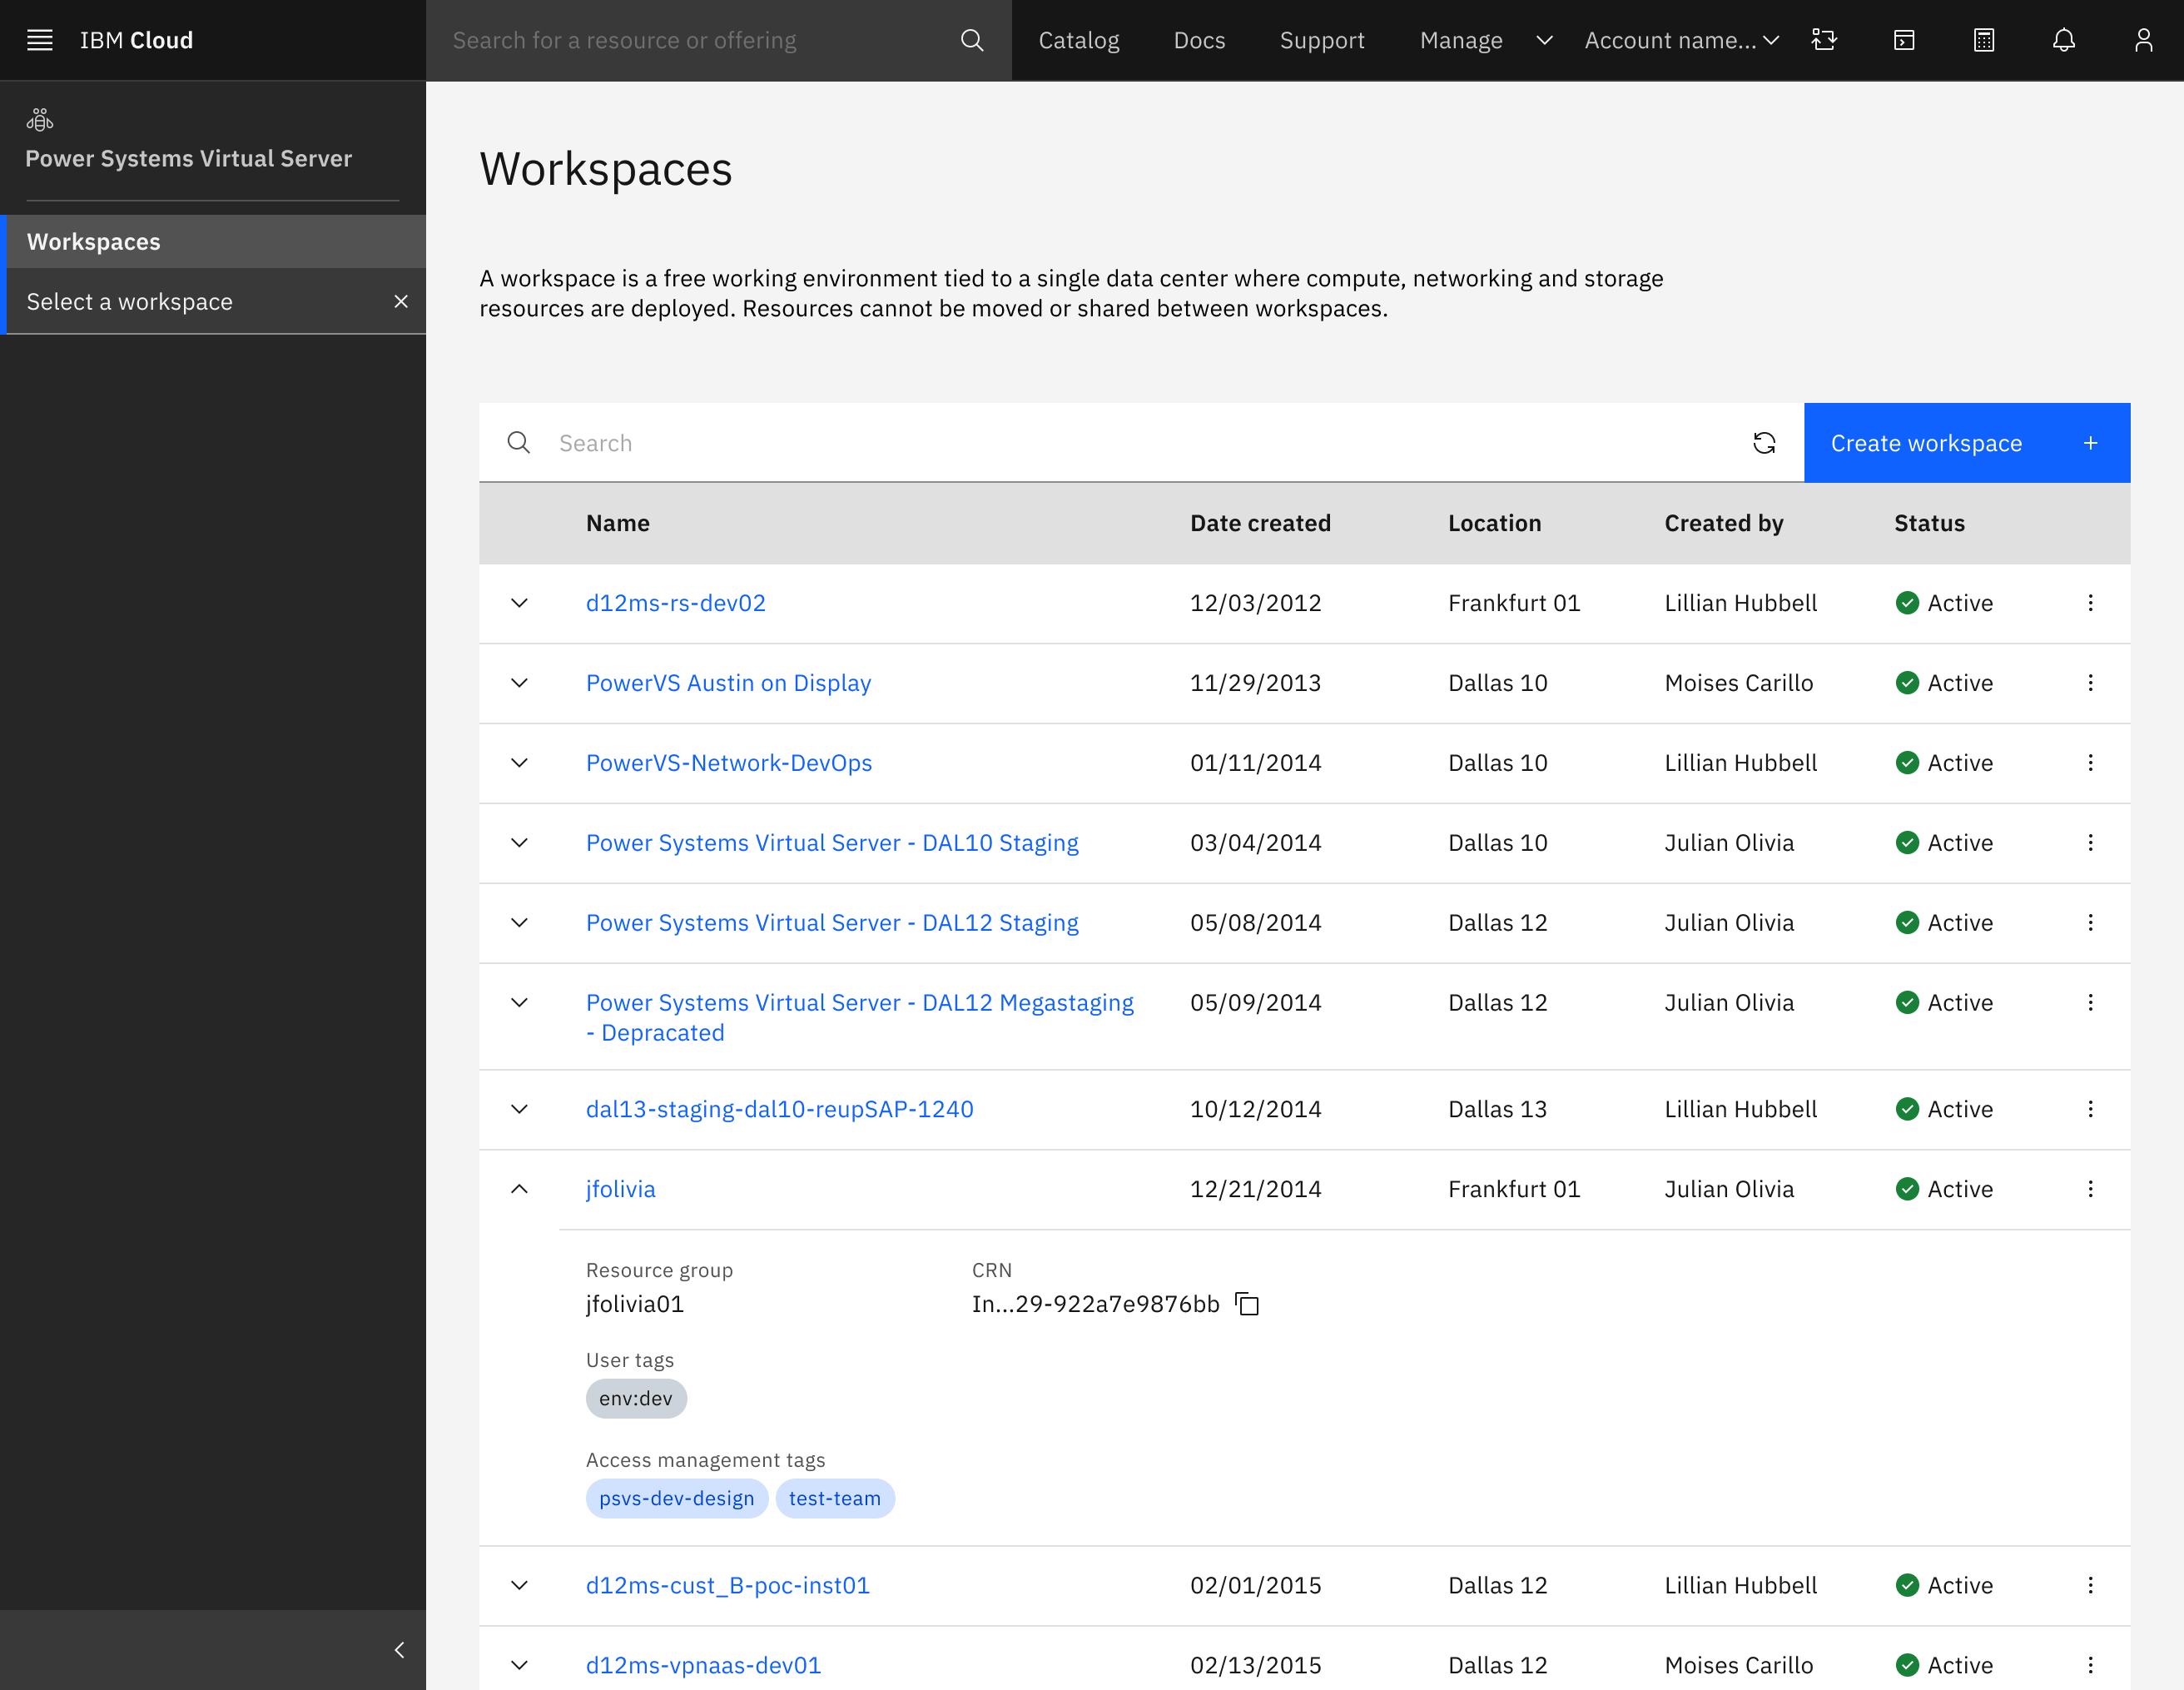 IBM Cloud
Search for a resource or offering
Catalog
Docs
Support
Manage
Account name...
Power Systems Virtual Server
Workspaces
Select a workspace
Workspaces
A workspace is a free working environment tied to a single data center where compute, networking and storage
resources are deployed. Resources cannot be moved or shared between workspaces.
Search
Create workspace
Name Date created Location Created by Status
d12ms-rs-dev02 12/03/2012 Frankfurt 01 Lillian Hubbell Active
PowerVS Austin on Display 11/29/2013 Dallas 10 Moises Carillo Active
PowerVS-Network-DevOps 01/11/2014 Dallas 10 Lillian Hubbell Active
Power Systems Virtual Server - DAL10 Staging 03/04/2014 Dallas 10 Julian Olivia Active
Power Systems Virtual Server - DAL12 Staging 05/08/2014 Dallas 12 Julian Olivia Active
Power Systems Virtual Server - DAL12 Megastaging 05/09/2014 Dallas 12 Julian Olivia Active
- Depracated
dal13-staging-dal10-reupSAP-1240 10/12/2014 Dallas 13 Lillian Hubbell Active
jfolivia 12/21/2014 Frankfurt 01 Julian Olivia Active
Resource group CRN
jfolivia01 In...29-922a7e9876bb
User tags
env:dev
Access management tags
psvs-dev-design test-team
d12ms-cust_B-poc-inst01 02/01/2015 Dallas 12 Lillian Hubbell Active
d12ms-vpnaas-dev01 02/13/2015 Dallas 12 Moises Carillo Active